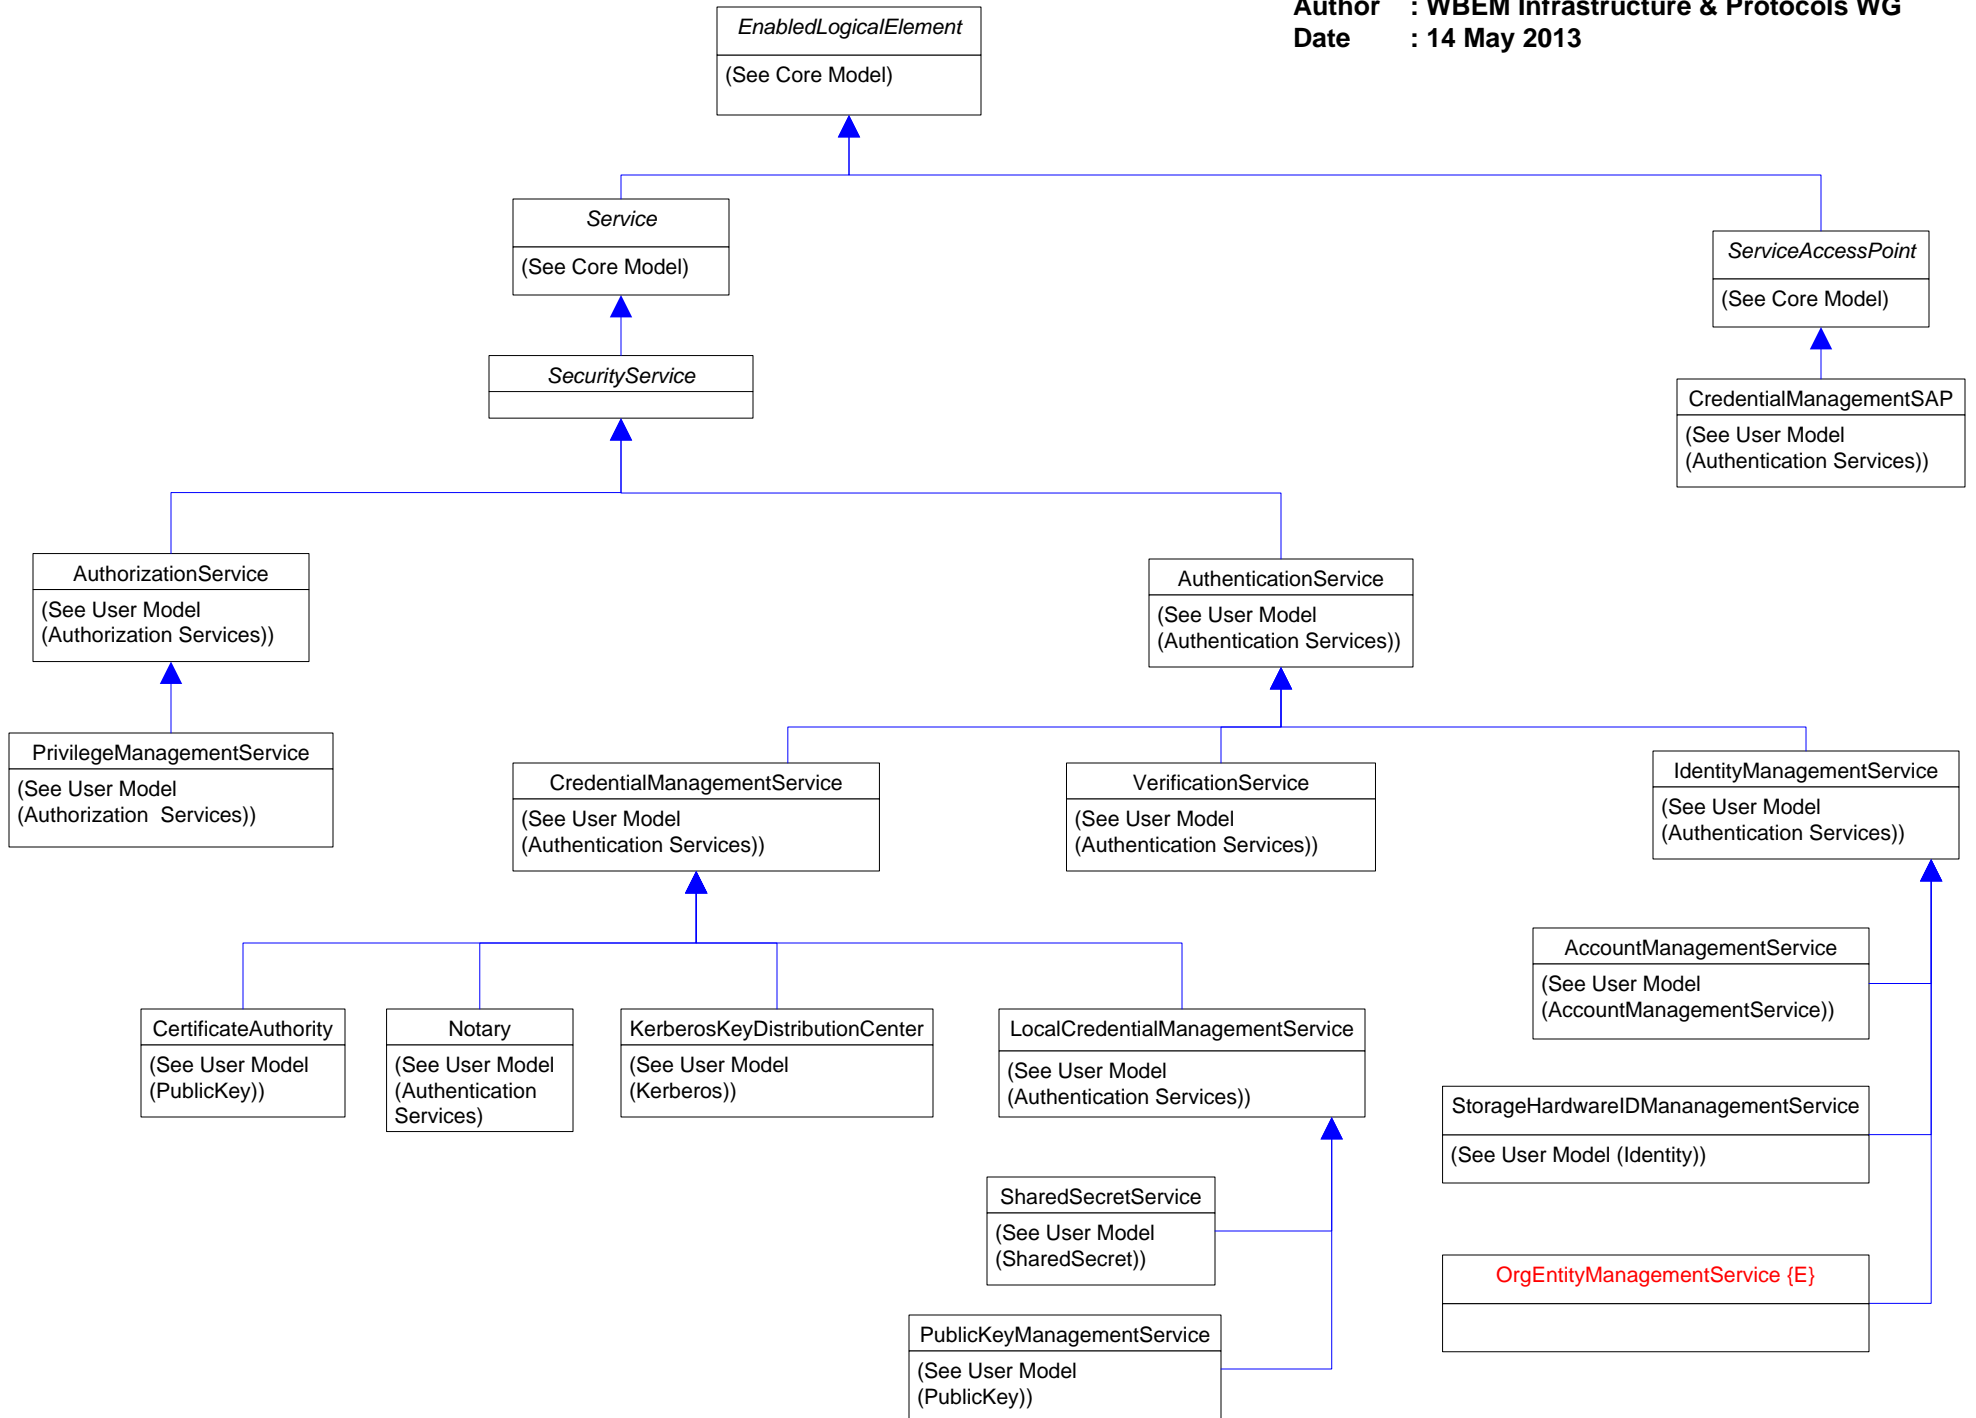 Author : WBEM Infrastructure & Protocols WG
Date : 14 May 2013
EnabledLogicalElement
(See Core Model)
Service
(See Core Model)
ServiceAccessPoint
(See Core Model)
SecurityService
CredentialManagementSAP
(See User Model
(Authentication Services))
AuthorizationService
(See User Model
(Authorization Services))
AuthenticationService
(See User Model
(Authentication Services))
PrivilegeManagementService
(See User Model
(Authorization  Services))
CredentialManagementService
(See User Model
(Authentication Services))
VerificationService
(See User Model
(Authentication Services))
IdentityManagementService
(See User Model
(Authentication Services))
AccountManagementService
(See User Model
(AccountManagementService))
CertificateAuthority
(See User Model
(PublicKey))
Notary
(See User Model
(Authentication
Services)
KerberosKeyDistributionCenter
(See User Model
(Kerberos))
LocalCredentialManagementService
(See User Model
(Authentication Services))
StorageHardwareIDMananagementService
(See User Model (Identity))
SharedSecretService
(See User Model
(SharedSecret))
OrgEntityManagementService {E}
PublicKeyManagementService
(See User Model
(PublicKey))